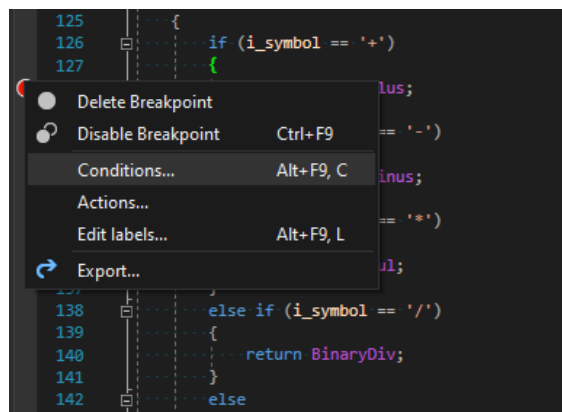 125 {
126 if (i_symbol == '+')
127 {
lus;
Delete Breakpoint
Disable Breakpoint Ctrl+F9 == '-')
Conditions... Alt+F9, C
inus;
Actions...
== '*')
Edit labels... Alt+F9, L
Export... ul;
137 }
138 else if (i_symbol == '/')
139 {
140 return BinaryDiv;
141 }
142 else